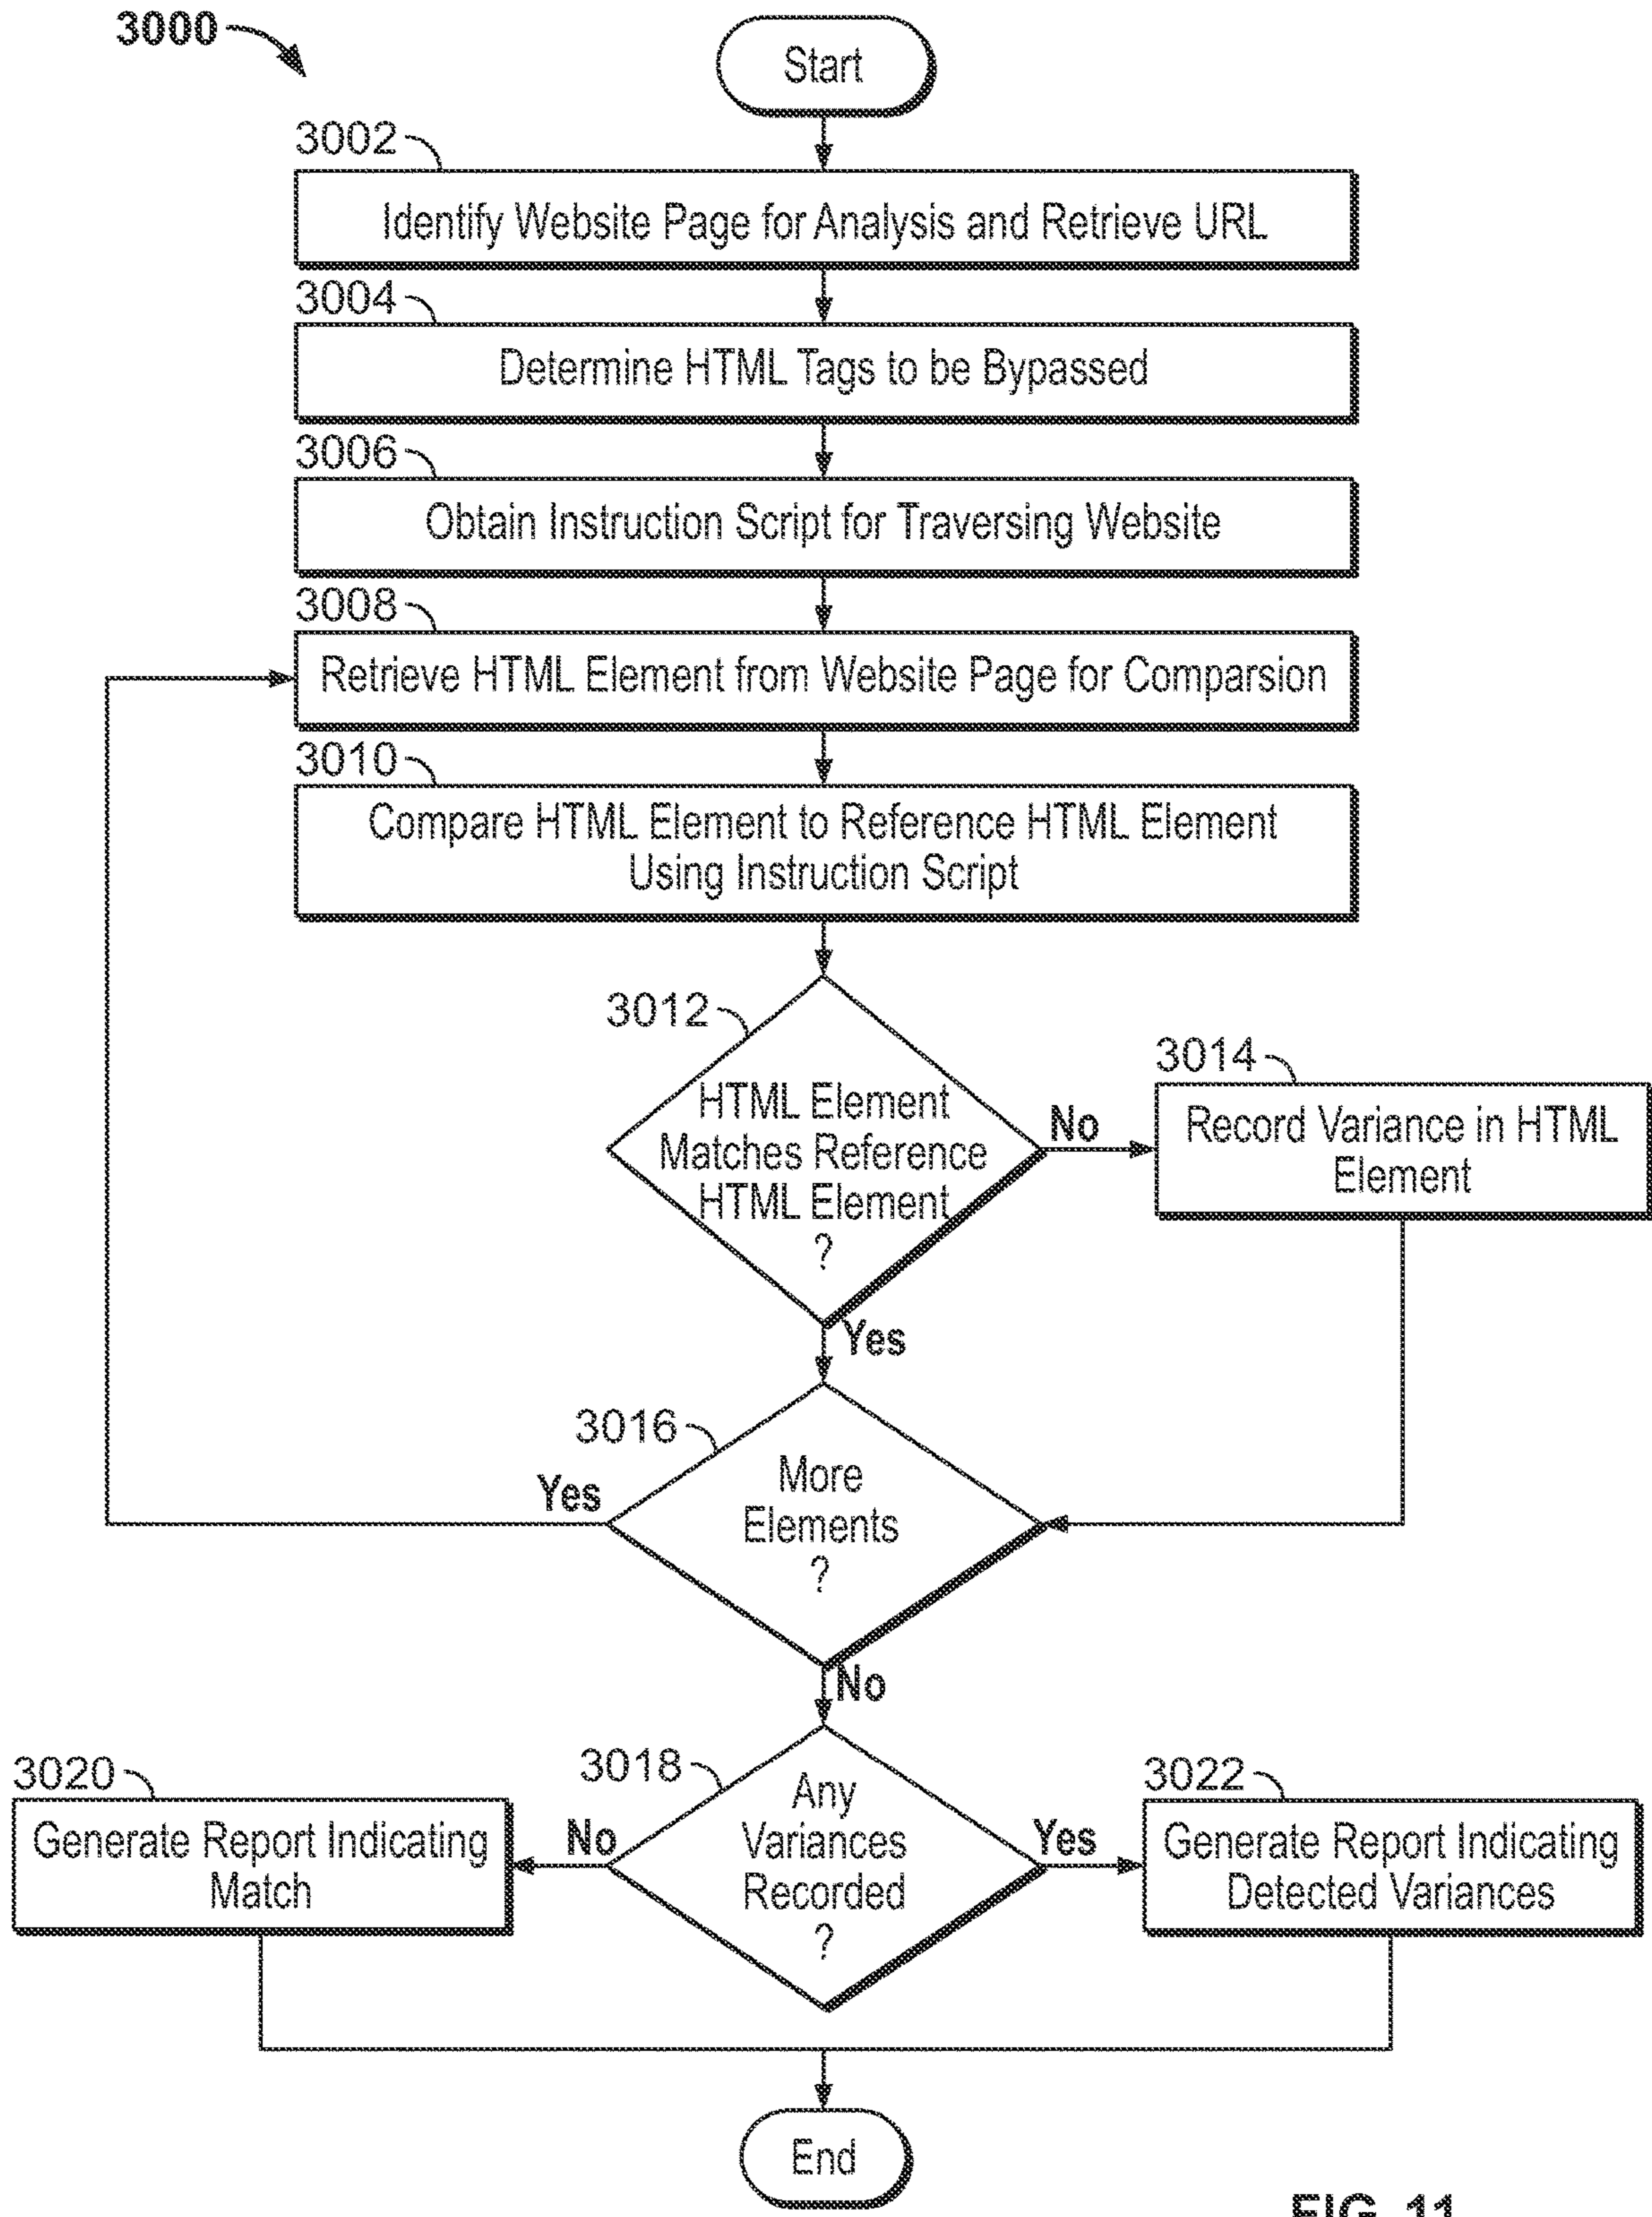 3000
Start
3002
Identify Website Page for Analysis and Retrieve URL
3004
Determine HTML Tags to be Bypassed
3006
Obtain Instruction Script for Traversing Website
3008
Retrieve HTML Element from Website Page for Comparsion
3010
Compare HTML Element to Reference HTML Element
Using Instruction Script
3012
HTML Element
Matches Reference
HTML Element
?
No
3014
Record Variance in HTML
Element
Yes
3016
More
Elements
?
Yes
No
3018
Any
Variances
Recorded
?
No
3020
Generate Report Indicating
Match
Yes
3022
Generate Report Indicating
Detected Variances
End
FIG. 11